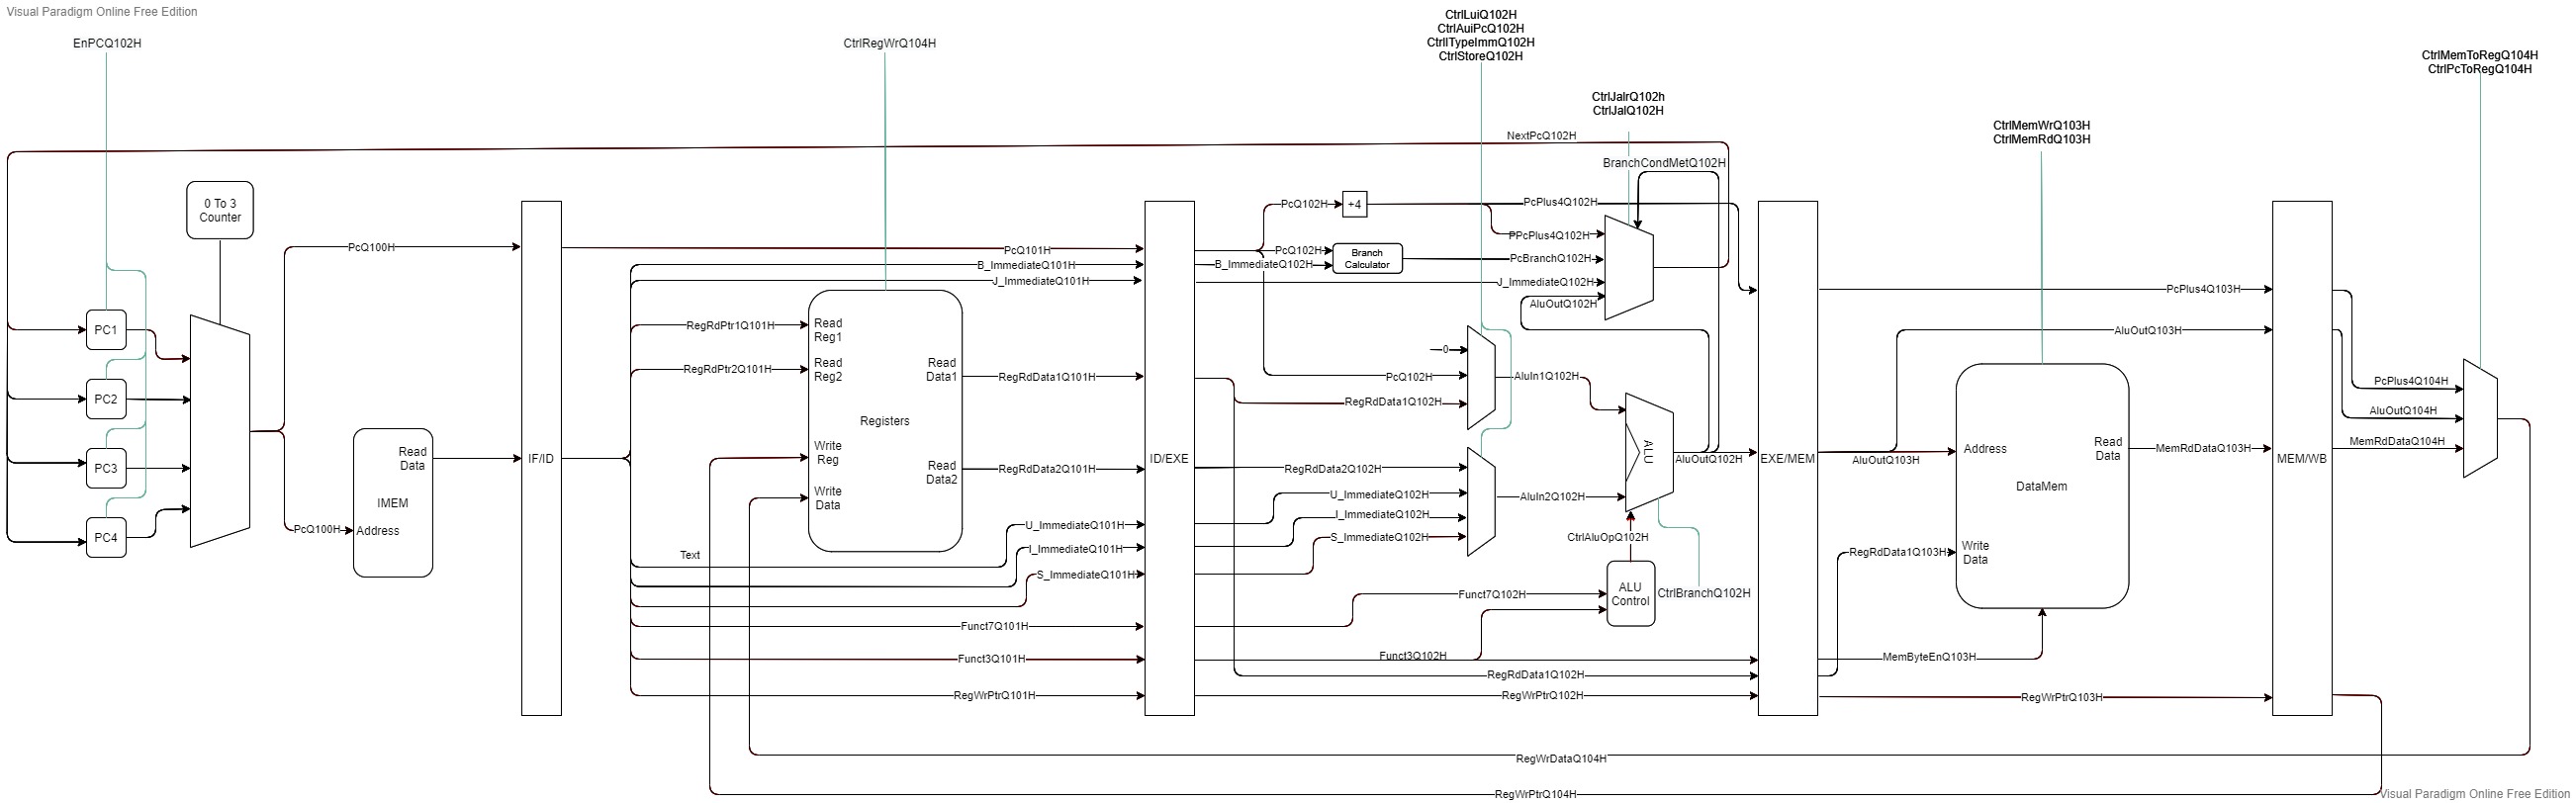 Visual Paradigm Online Free Edition
EnPCQ102H
CtrlRegWrQ104H
CtrlLuiQ102H
CtrlAuiPcQ102H
CtrlITypeImmQ102H
CtrlStoreQ102H
CtrlJalrQ102h
CtrlJalQ102H
CtrlMemWrQ103H
CtrlMemRdQ103H
CtrlMemToRegQ104H
CtrlPcToRegQ104H
NextPcQ102H
BranchCondMetQ102H
0 To 3
Counter
PC1
PC2
PC3
PC4
PcQ100H
PcQ100H
Read
Data
IMEM
Address
IF/ID
PcQ101H
B_ImmediateQ101H
J_ImmediateQ101H
RegRdPtr1Q101H
RegRdPtr2Q101H
Read
Reg1
Read
Reg2
Read
Data1
Registers
Write
Reg
Read
Data2
Write
Data
RegRdData1Q101H
RegRdData2Q101H
Text
U_ImmediateQ101H
I_ImmediateQ101H
S_ImmediateQ101H
Funct7Q101H
Funct3Q101H
RegWrPtrQ101H
ID/EXE
PcQ102H
+4
PcPlus4Q102H
PPcPlus4Q102H
PcQ102H
B_ImmediateQ102H
Branch
Calculator
PcBranchQ102H
J_ImmediateQ102H
AluOutQ102H
0
PcQ102H
RegRdData1Q102H
AluIn1Q102H
RegRdData2Q102H
U_ImmediateQ102H
I_ImmediateQ102H
S_ImmediateQ102H
AluIn2Q102H
ALU
AluOutQ102H
CtrlAluOpQ102H
ALU
Control
CtrlBranchQ102H
Funct7Q102H
Funct3Q102H
RegRdData1Q102H
RegWrPtrQ102H
EXE/MEM
PcPlus4Q103H
AluOutQ103H
AluOutQ103H
Address
Read
Data
DataMem
Write
Data
RegRdData1Q103H
MemByteEnQ103H
MemRdDataQ103H
RegWrPtrQ103H
MEM/WB
PcPlus4Q104H
AluOutQ104H
MemRdDataQ104H
RegWrDataQ104H
RegWrPtrQ104H
Visual Paradigm Online Free Edition